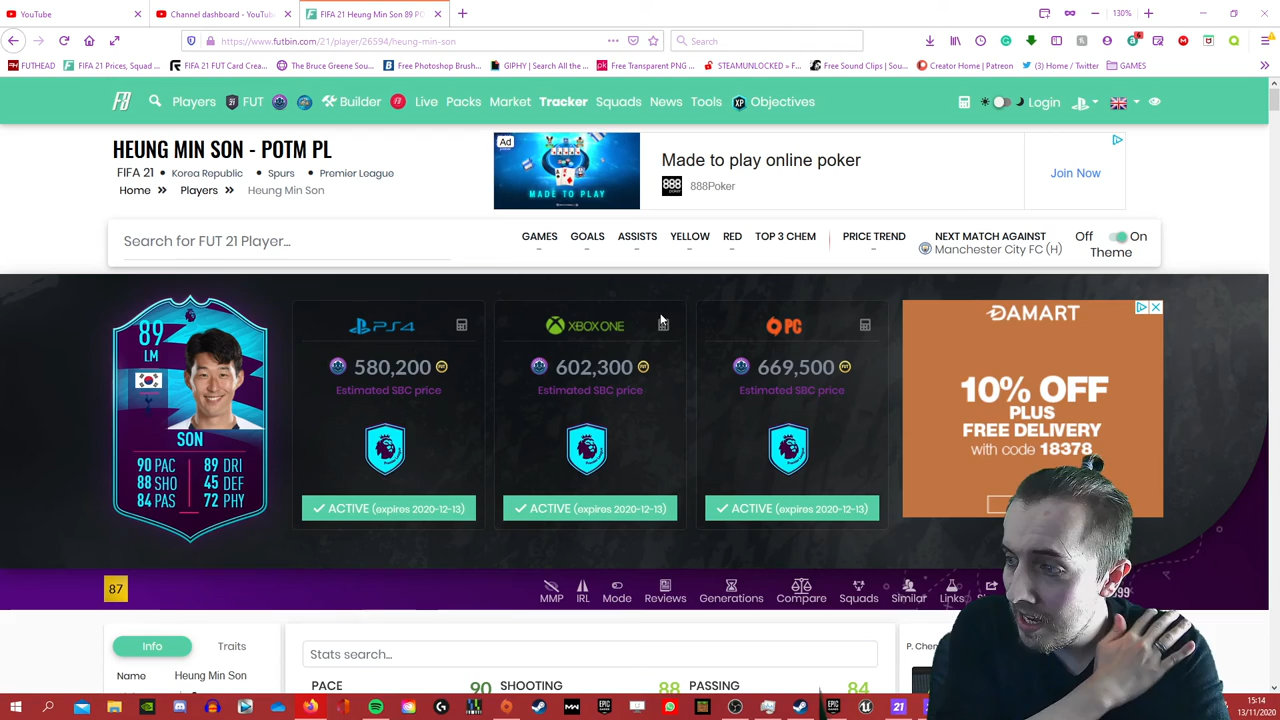 YouTube
Channel dashboard - YouTub
FIFA 21 Heung Min Son 89 PO
https://www.futbin.com/21/player/26594/heung-min-son
Search
130%
FUTHEAD
FIFA 21 Prices, Squad ...
FIFA 21 FUT Card Crea...
The Bruce Greene Sou...
Free Photoshop Brush...
GIPHY | Search All the ...
Free Transparent PNG ...
STEAMUNLOCKED » F...
Free Sound Clips | Sou...
Creator Home | Patreon
(3) Home / Twitter
GAMES
Players
FUT
Builder
Live
Packs
Market
Tracker
Squads
News
Tools
Objectives
Login
HEUNG MIN SON - POTM PL
FIFA 21 • Korea Republic • Spurs • Premier League
Home » Players » Heung Min Son
Ad
MADE TO PLAY
Made to play online poker
888Poker
Join Now
Search for FUT 21 Player...
GAMES GOALS ASSISTS YELLOW RED TOP 3 CHEM PRICE TREND NEXT MATCH AGAINST
- - - - - - -
Manchester City FC (H)
Off On
Theme
89
LM
SON
90 PAC 89 DRI
88 SHO 45 DEF
84 PAS 72 PHY
PS4
580,200
Estimated SBC price
ACTIVE (expires 2020-12-13)
XBOX ONE
602,300
Estimated SBC price
ACTIVE (expires 2020-12-13)
PC
669,500
Estimated SBC price
ACTIVE (expires 2020-12-13)
DAMART
10% OFF
PLUS
FREE DELIVERY
with code 18378
87
MMP IRL Mode Reviews Generations Compare Squads Similar Links
Info Traits
Name Heung Min Son
Stats search...
PACE 90 SHOOTING 88 PASSING 84
P. Chem
15:14
13/11/2020